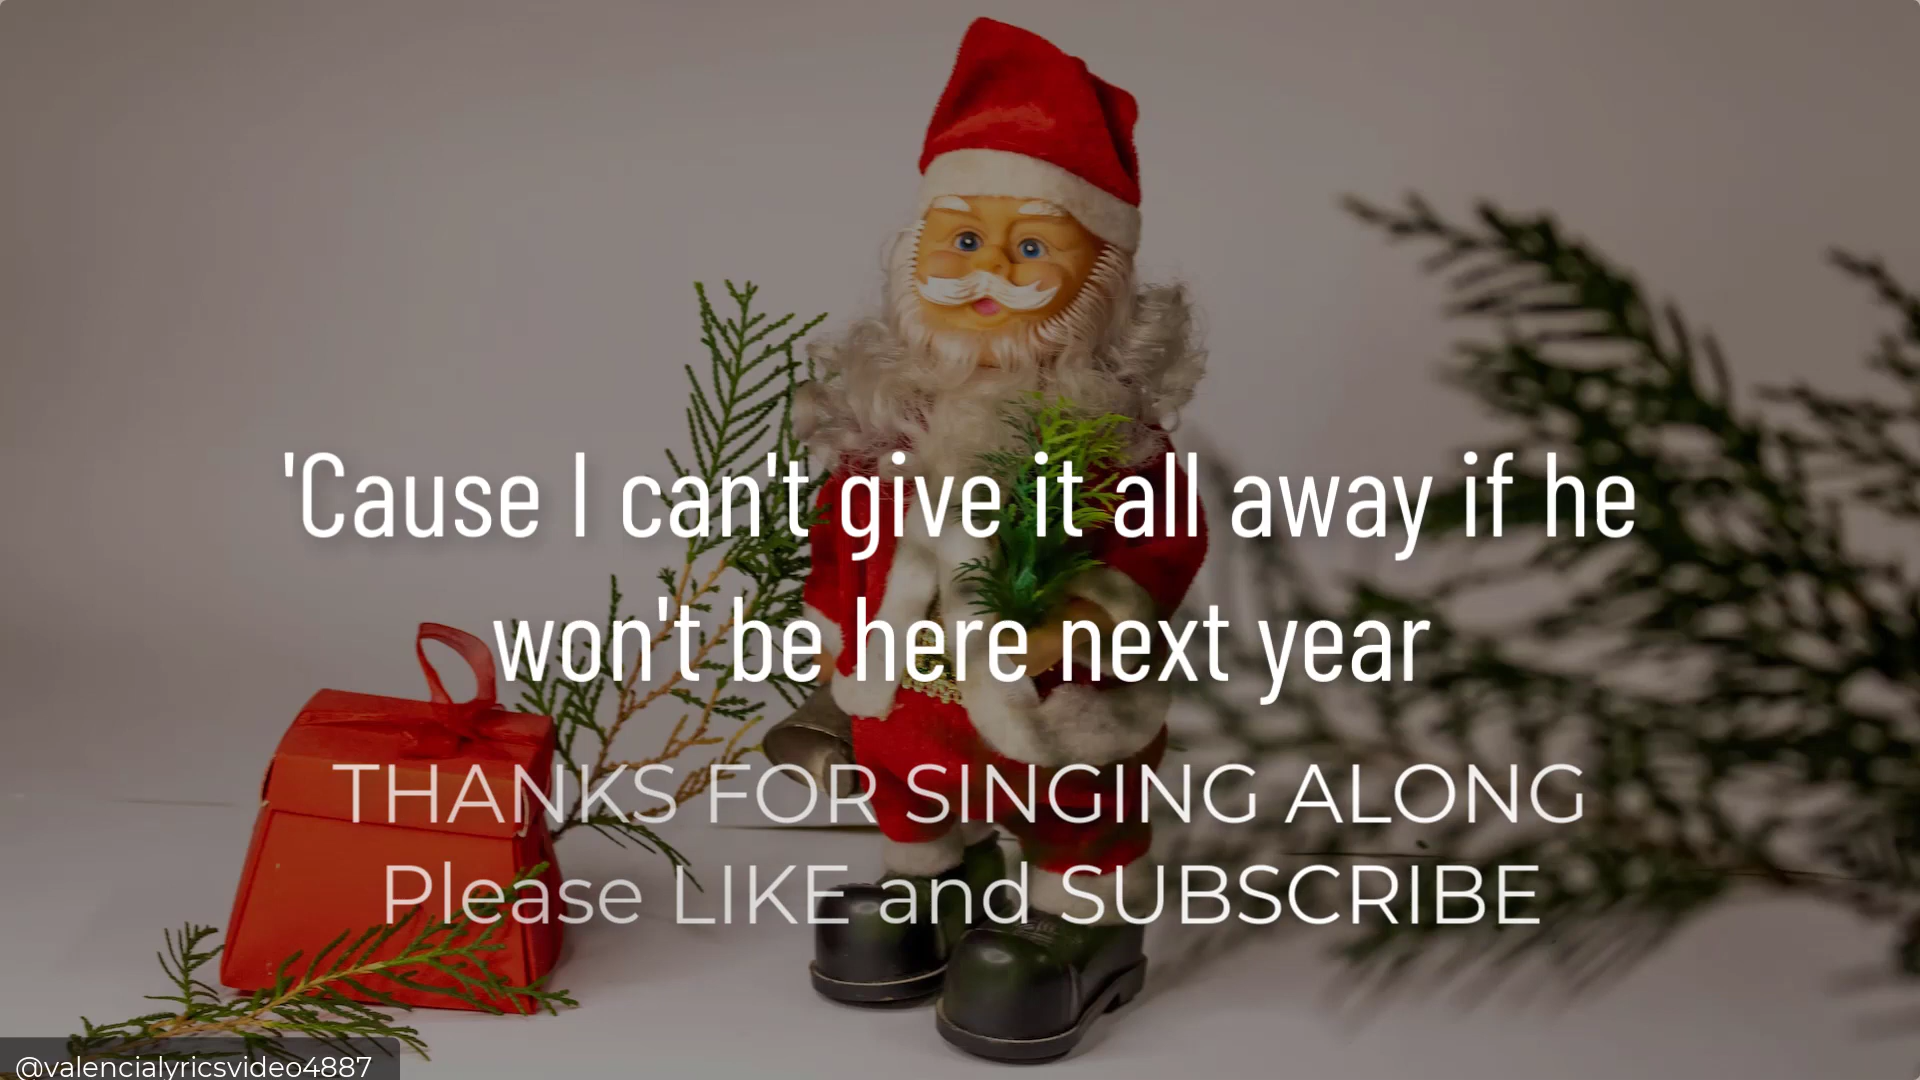 'Cause I can't give it all away if he
won't be here next year
THANKS FOR SINGING ALONG
Please LIKE and SUBSCRIBE
@valencialyricsvideo4887